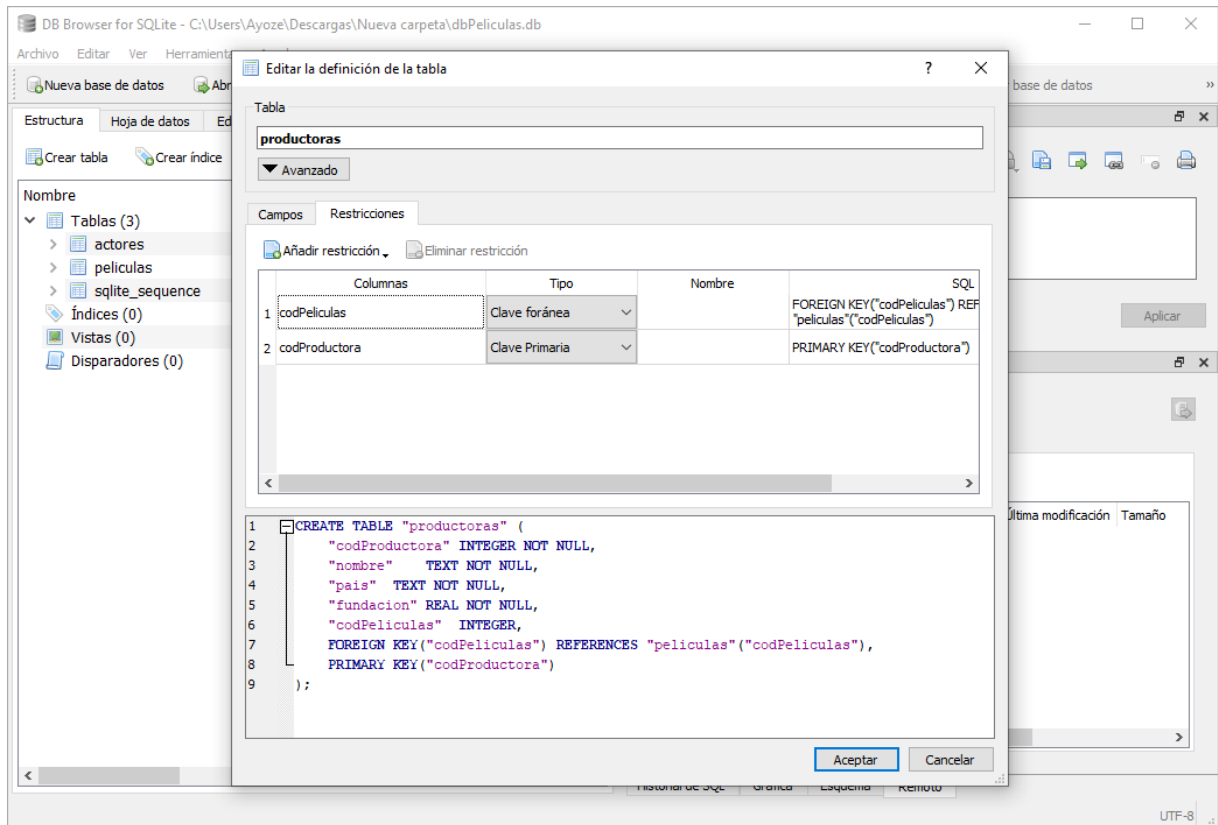 DB Browser for SQLite - C:\Users\Ayoze\Descargas\Nueva carpeta\dbPeliculas.db
Archivo Editar Ver
Nueva base de datos
base de datos
Estructura Hoja de datos
Crear tabla Crear índice
Nombre
Tablas (3)
actores
peliculas
sqlite_sequence
Índices (0)
Vistas (0)
Disparadores (0)
Editar la definición de la tabla
Tabla
productoras
Avanzado
Campos Restricciones
Añadir restricción Eliminar restricción
Columnas Tipo Nombre SQL
1 codPeliculas Clave foránea FOREIGN KEY("codPeliculas") REF
"peliculas"("codPeliculas")
2 codProductora Clave Primaria PRIMARY KEY("codProductora")
1 CREATE TABLE "productoras" (
2 "codProductora" INTEGER NOT NULL,
3 "nombre" TEXT NOT NULL,
4 "pais" TEXT NOT NULL,
5 "fundacion" REAL NOT NULL,
6 "codPeliculas" INTEGER,
7 FOREIGN KEY("codPeliculas") REFERENCES "peliculas"("codPeliculas"),
8 PRIMARY KEY("codProductora")
9 );
Aceptar Cancelar
Aplicar
Última modificación Tamaño
Historial de SQL Gráfica Esquema Remoto
UTF-8